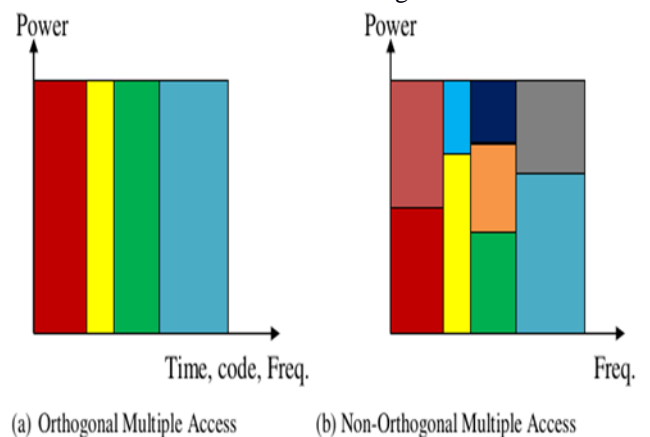 Power
Power
Time, code, Freq.
Freq.
(a) Orthogonal Multiple Access
(b) Non-Orthogonal Multiple Access